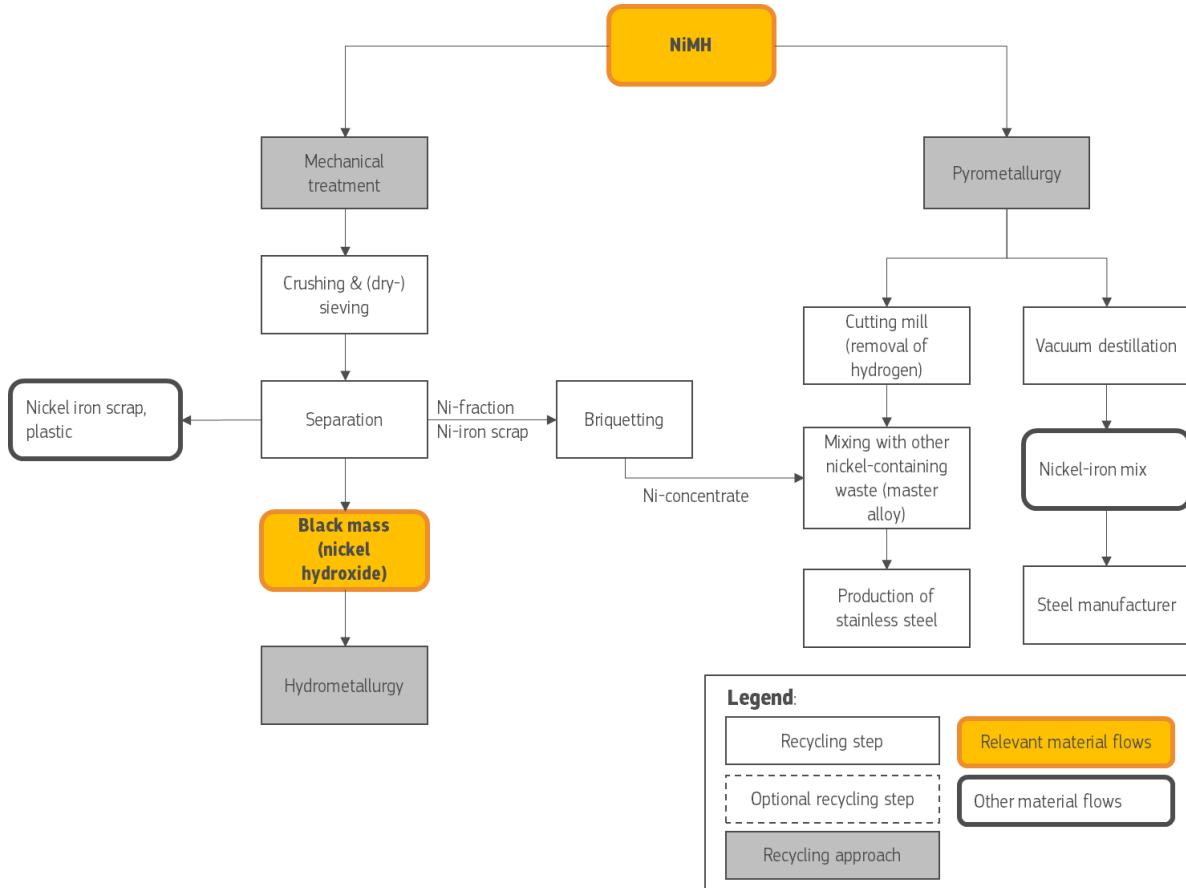 NiMH
Mechanical
treatment
Pyrometallurgy
Crushing & (dry-)
sieving
Cutting mill
(removal of
hydrogen)
Vacuum destillation
Nickel iron scrap,
plastic
Separation
Ni-fraction
Ni-iron scrap
Briquetting
Ni-concentrate
Mixing with other
nickel-containing
waste (master
alloy)
Nickel-iron mix
Black mass
(nickel
hydroxide)
Production of
stainless steel
Steel manufacturer
Hydrometallurgy
Legend:
Recycling step
Relevant material flows
Optional recycling step
Other material flows
Recycling approach